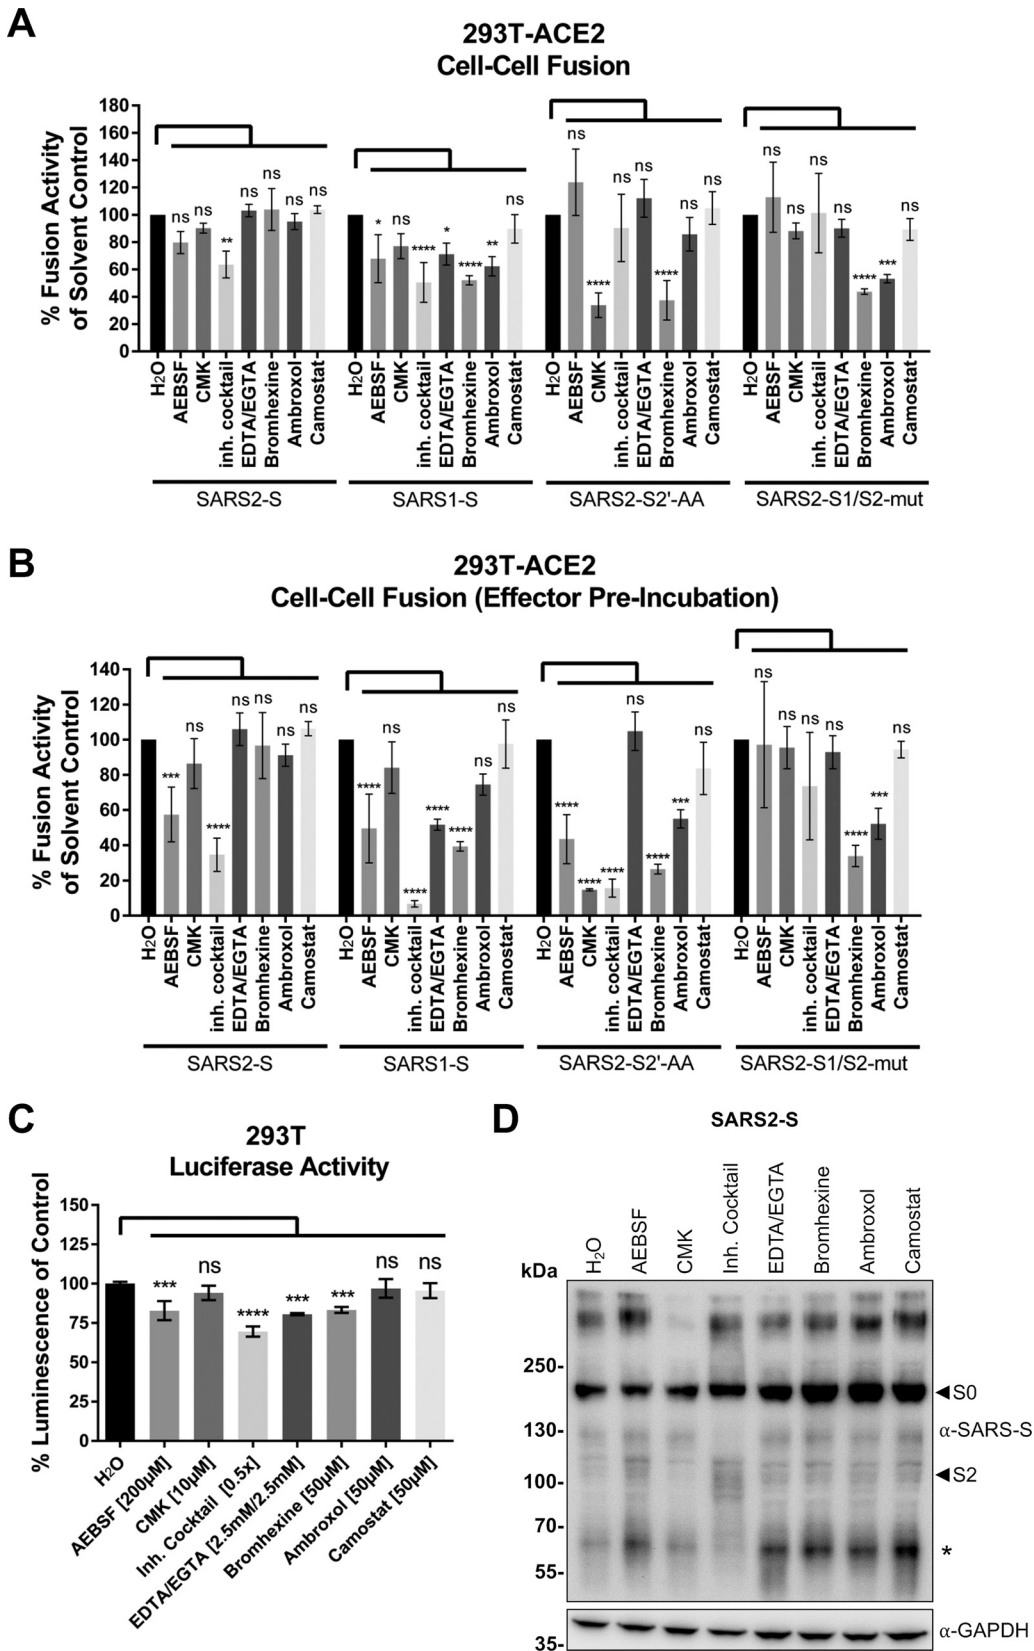 A
293T-ACE2
Cell-Cell Fusion
% Fusion Activity
of Solvent Control
180
160
140
120
100
80
60
40
20
0
ns ns ** ns ns ns ns
* ns **** * **** ** ns
ns **** ns ns **** ns ns
ns ns ns ns **** *** ns
H2O AEBSF CMK inh. cocktail EDTA/EGTA Bromhexine Ambroxol Camostat
H2O AEBSF CMK inh. cocktail EDTA/EGTA Bromhexine Ambroxol Camostat
H2O AEBSF CMK inh. cocktail EDTA/EGTA Bromhexine Ambroxol Camostat
H2O AEBSF CMK inh. cocktail EDTA/EGTA Bromhexine Ambroxol Camostat
SARS2-S SARS1-S SARS2-S2'-AA SARS2-S1/S2-mut
B
293T-ACE2
Cell-Cell Fusion (Effector Pre-Incubation)
% Fusion Activity
of Solvent Control
140
120
100
80
60
40
20
0
*** ns **** ns ns ns ns
**** ns **** **** **** ns ns
**** **** **** ns **** *** ns
ns ns ns ns **** *** ns
H2O AEBSF CMK inh. cocktail EDTA/EGTA Bromhexine Ambroxol Camostat
H2O AEBSF CMK inh. cocktail EDTA/EGTA Bromhexine Ambroxol Camostat
H2O AEBSF CMK inh. cocktail EDTA/EGTA Bromhexine Ambroxol Camostat
H2O AEBSF CMK inh. cocktail EDTA/EGTA Bromhexine Ambroxol Camostat
SARS2-S SARS1-S SARS2-S2'-AA SARS2-S1/S2-mut
C
293T
Luciferase Activity
% Luminescence of Control
150
125
100
75
50
25
0
*** ns **** *** *** ns ns
H2O
AEBSF [200µM]
CMK [10µM]
Inh. Cocktail [0.5x]
EDTA/EGTA [2.5mM/2.5mM]
Bromhexine [50µM]
Ambroxol [50µM]
Camostat [50µM]
D
SARS2-S
H2O
AEBSF
CMK
Inh. Cocktail
EDTA/EGTA
Bromhexine
Ambroxol
Camostat
kDa
250-
130-
100-
70-
55-
35-
◄S0
α-SARS-S
◄S2
*
α-GAPDH